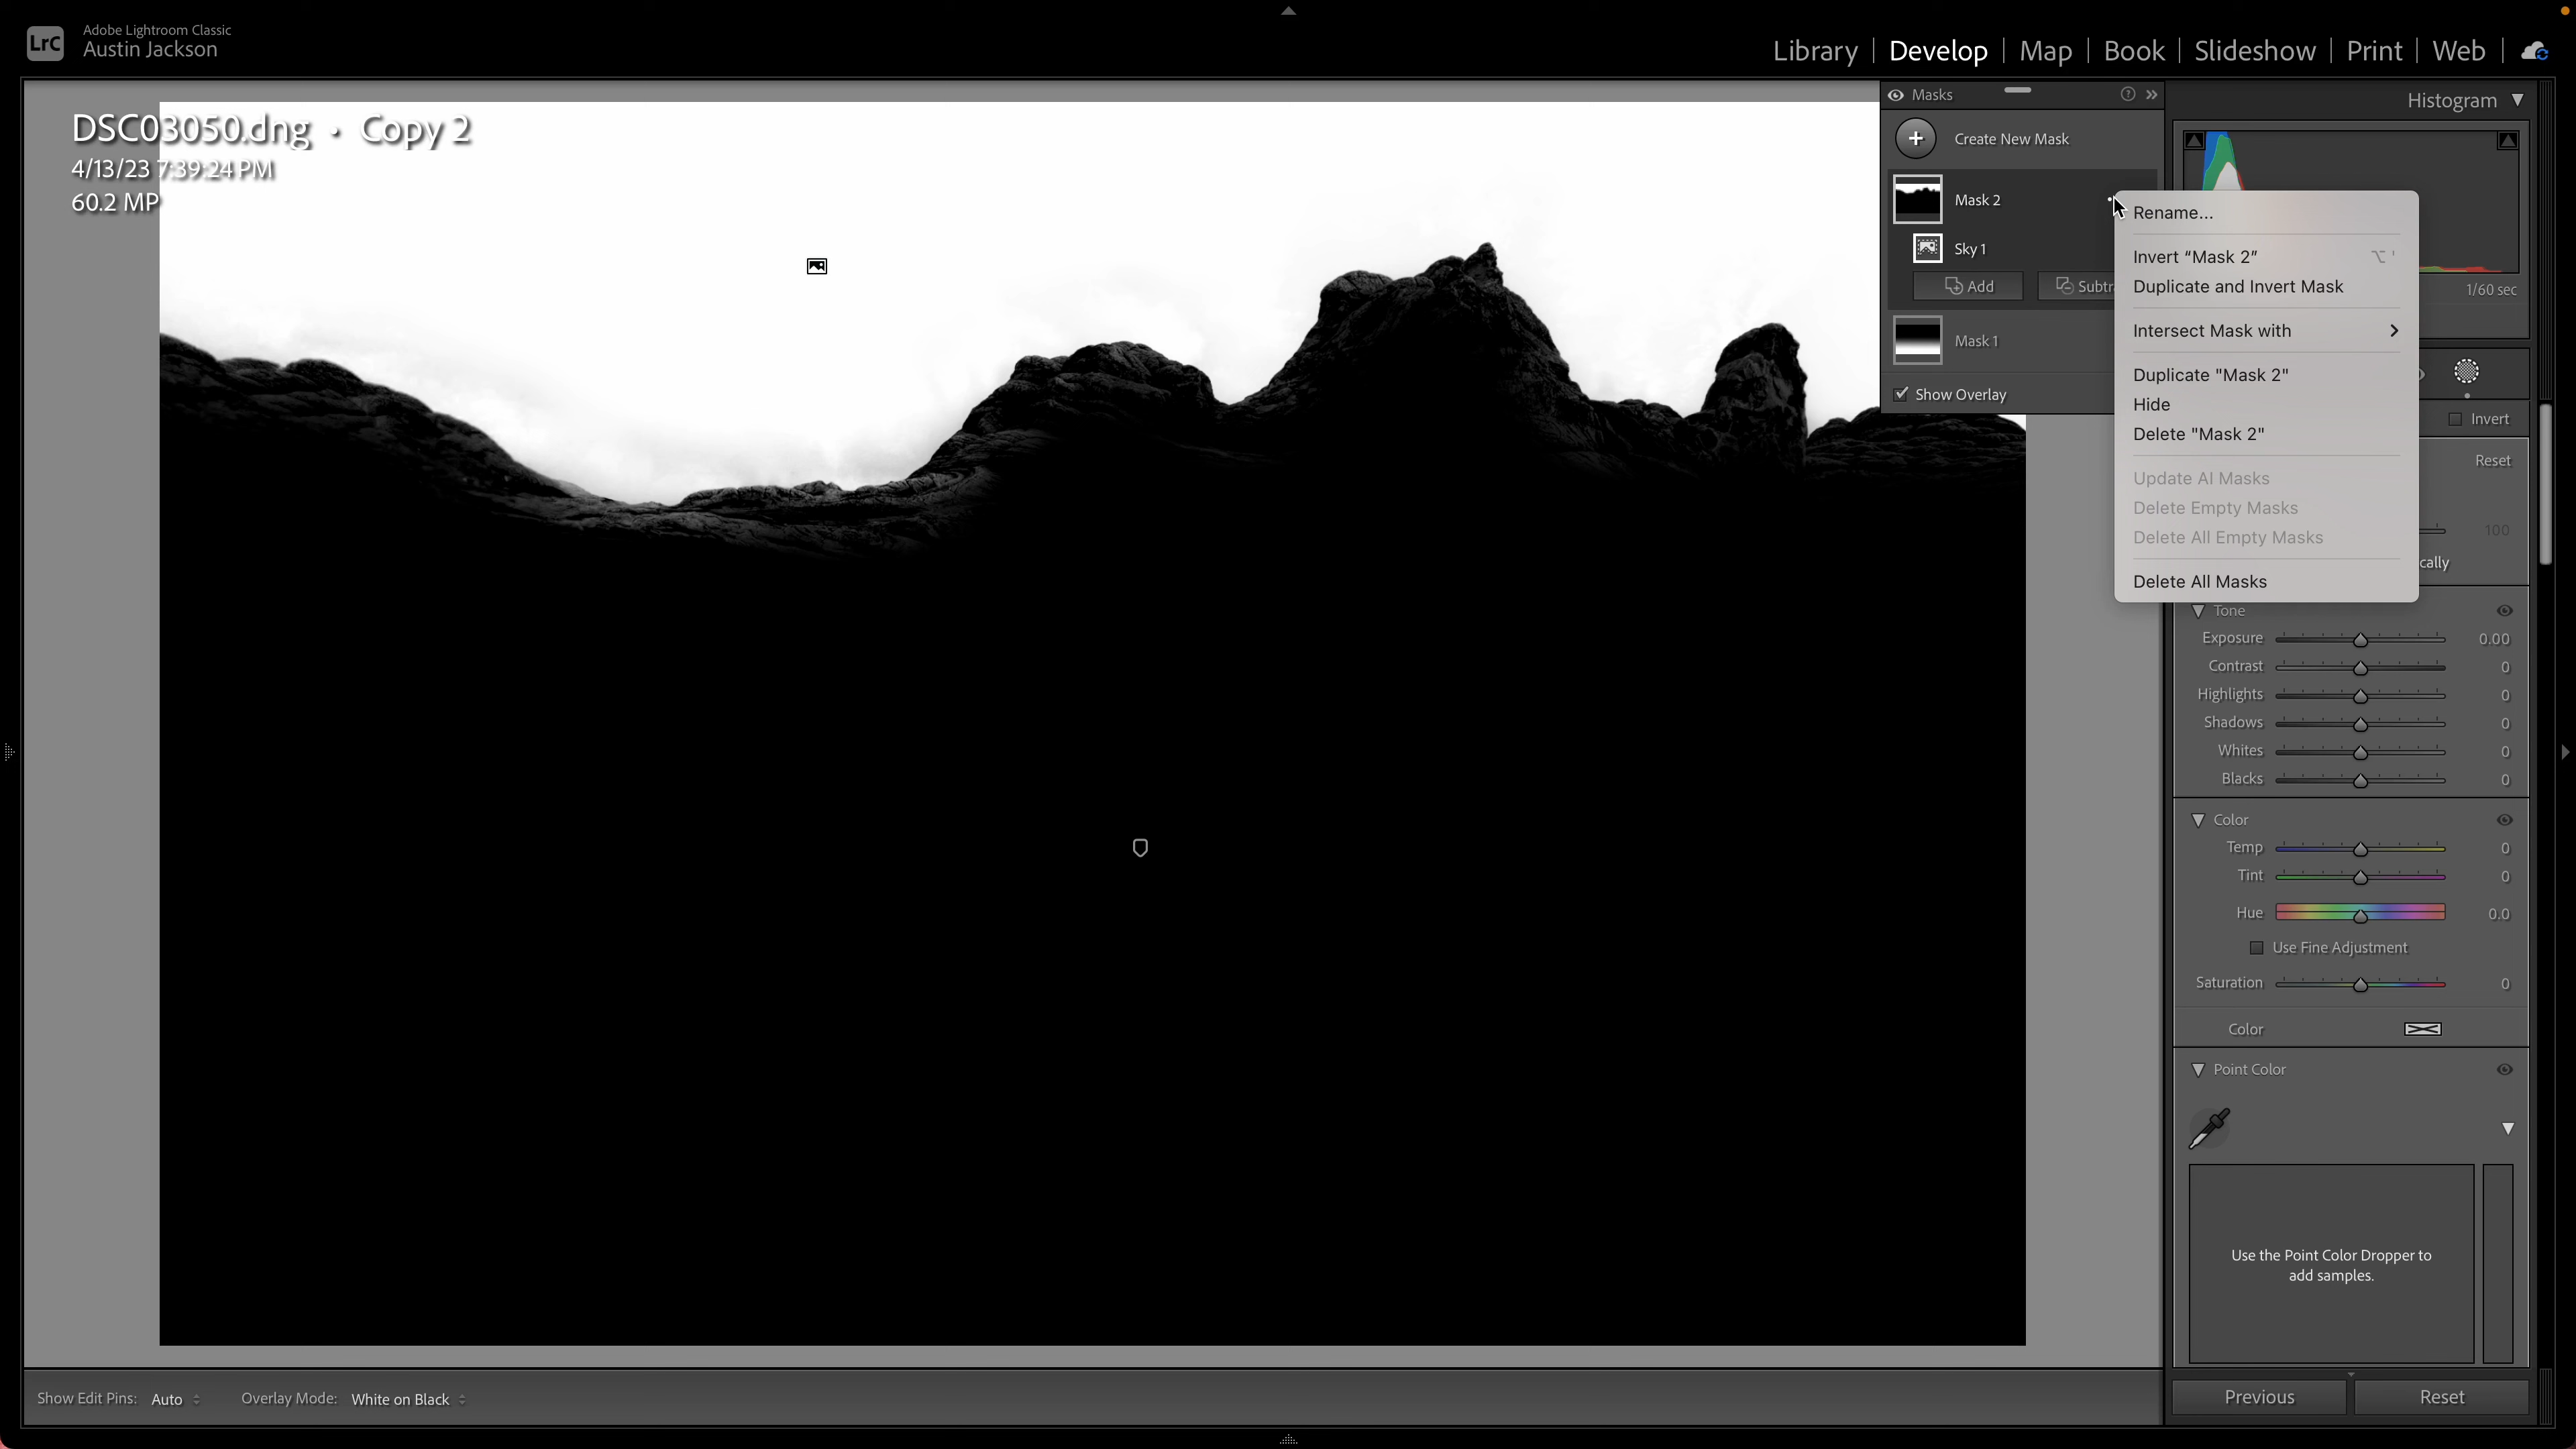 LrC
Adobe Lightroom Classic
Austin Jackson
Library | Develop | Map | Book | Slideshow | Print | Web
DSC03050.dng • Copy 2
4/13/23 7:39:24 PM
60.2 MP
Masks
Create New Mask
Mask 2
Sky 1
Add
Subtr
Mask 1
Show Overlay
Rename...
Invert “Mask 2” ⌥ '
Duplicate and Invert Mask
Intersect Mask with
Duplicate "Mask 2"
Hide
Delete "Mask 2"
Update AI Masks
Delete Empty Masks
Delete All Empty Masks
Delete All Masks
Histogram
1/60 sec
Invert
Reset
100
cally
Tone
Exposure 0.00
Contrast 0
Highlights 0
Shadows 0
Whites 0
Blacks 0
Color
Temp 0
Tint 0
Hue 0.0
Use Fine Adjustment
Saturation 0
Color
Point Color
Use the Point Color Dropper to
add samples.
Show Edit Pins: Auto Overlay Mode: White on Black
Previous Reset